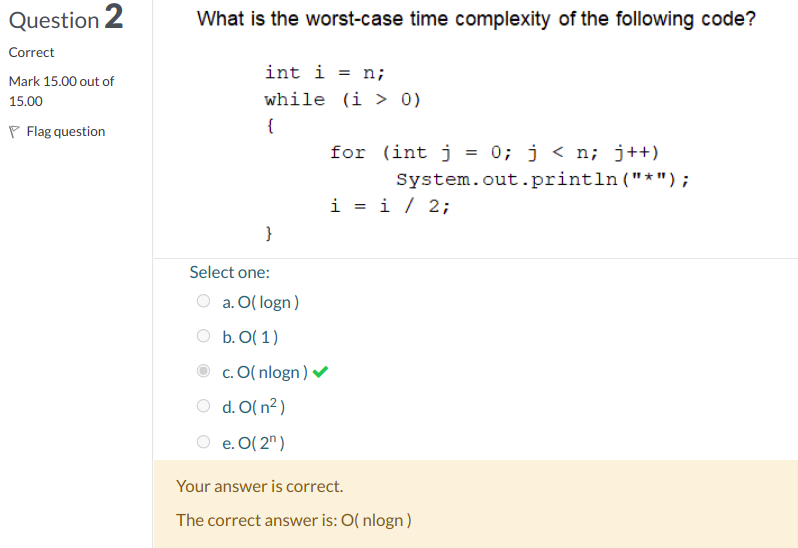 Question 2
Correct
Mark 15.00 out of
15.00
Flag question
What is the worst-case time complexity of the following code?
int i = n;
while (i > 0)
{
for (int j = 0; j < n; j++)
System.out.println("*");
i = i / 2;
}
Select one:
a. O( logn )
b. O( 1 )
c. O( nlogn )
d. O( n² )
e. O( 2ⁿ )
Your answer is correct.
The correct answer is: O( nlogn )